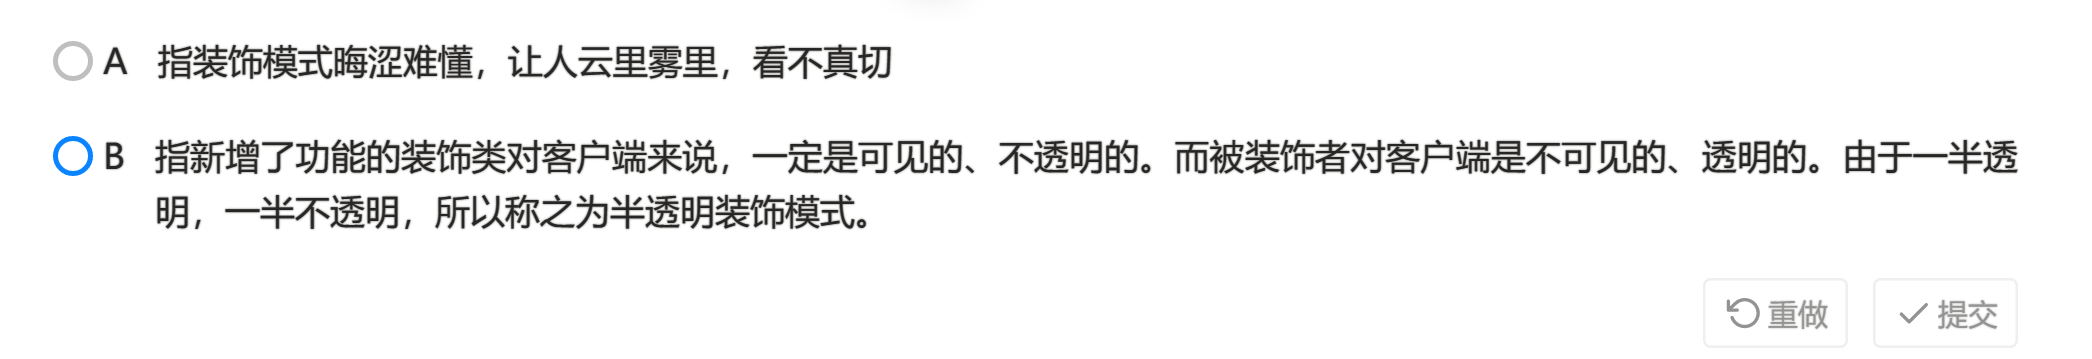 A 指装饰模式晦涩难懂，让人云里雾里，看不真切
B 指新增了功能的装饰类对客户端来说，一定是可见的、不透明的。而被装饰者对客户端是不可见的、透明的。由于一半透
明，一半不透明，所以称之为半透明装饰模式。
重做 提交